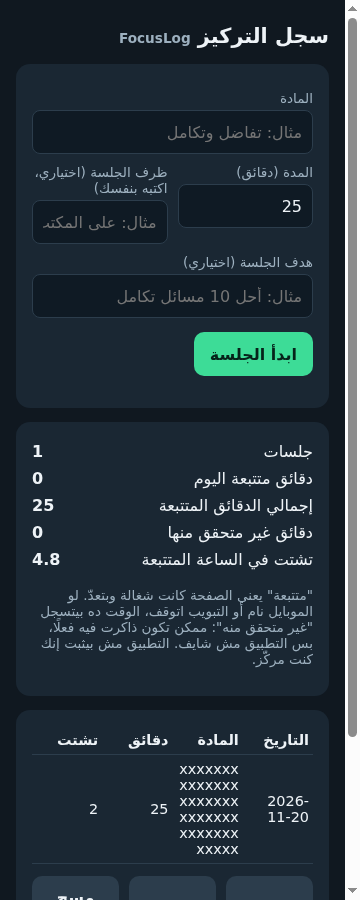 سجل التركيز FocusLog
المادة
مثال: تفاضل وتكامل
المدة (دقائق)
25
ظرف الجلسة (اختياري،
اكتبه بنفسك)
مثال: على المكتب
هدف الجلسة (اختياري)
مثال: أحل 10 مسائل تكامل
ابدأ الجلسة
جلسات 1
دقائق متتبعة اليوم 0
إجمالي الدقائق المتتبعة 25
دقائق غير متحقق منها 0
تشتت في الساعة المتتبعة 4.8
"متتبعة" يعني الصفحة كانت شغالة وبتعدّ. لو
الموبايل نام أو التبويب اتوقف، الوقت ده بيتسجل
"غير متحقق منه": ممكن تكون ذاكرت فيه فعلًا،
بس التطبيق مش شايف. التطبيق مش بيثبت إنك
كنت مركّز.
التاريخ المادة دقائق تشتت
2026-
11-20
xxxxxxx
xxxxxxx
xxxxxxx
xxxxxxx
xxxxxxx
xxxxx
25
2